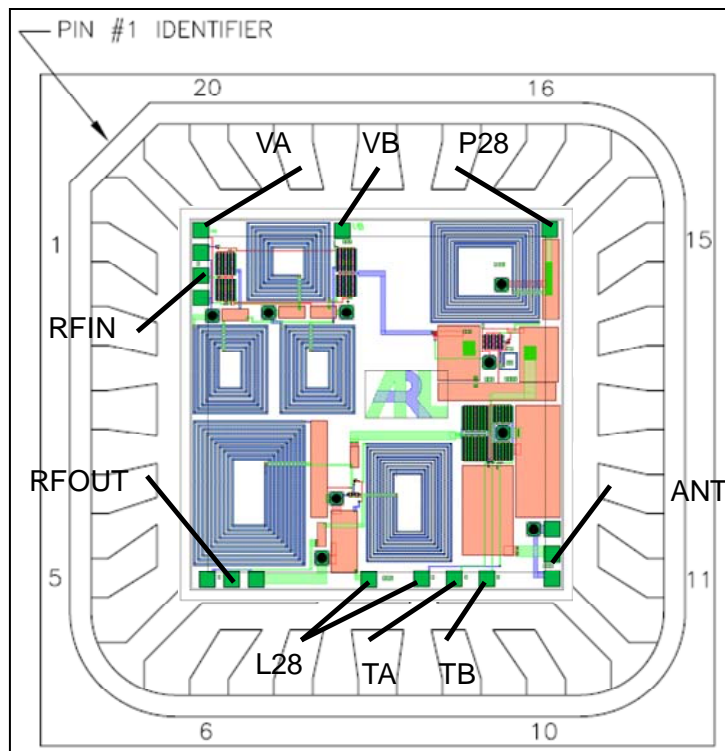 PIN #1 IDENTIFIER
20
16
VA
VB
P28
1
15
RFIN
ARL
RFOUT
ANT
5
11
L28
TA
TB
6
10